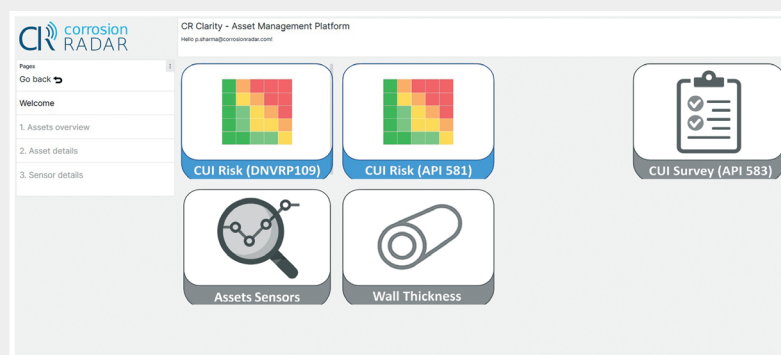 CR corrosion
RADAR
CR Clarity - Asset Management Platform
Hello p.sharma@corrosionradar.com!
Pages
Go back
Welcome
1. Assets overview
2. Asset details
3. Sensor details
CUI Risk (DNVRP109)
CUI Risk (API 581)
CUI Survey (API 583)
Assets Sensors
Wall Thickness